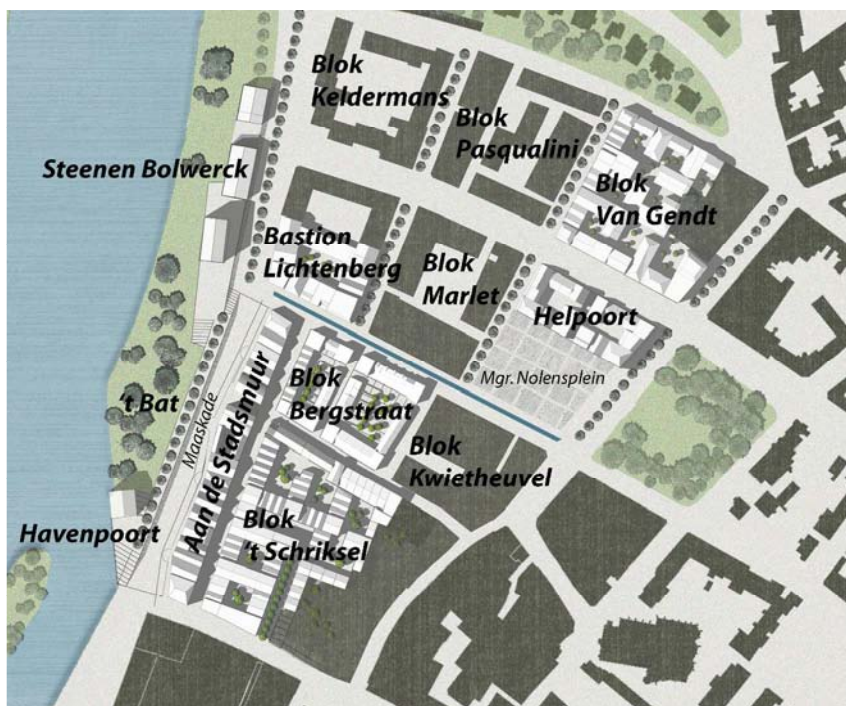 Blok
Keldermans
Blok
Pasqualini
Steenen Bolwerck
Blok
Van Gendt
Bastion
Lichtenberg
Blok
Marlet
Helpoort
Mgr. Nolensplein
't Bat
Maaskade
Aan de Stadsmuur
Blok
Bergstraat
Blok
Kwietheuvel
Havenpoort
Blok
't Schriksel